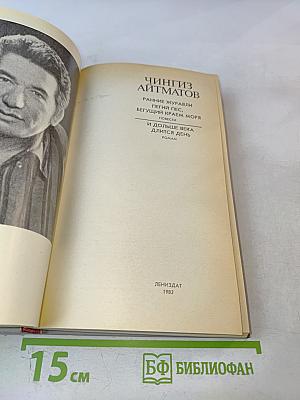 ЧИНГИЗ
АЙТМАТОВ
РАННИЕ ЖУРАВЛИ
ПЕГИЙ ПЕС,
БЕГУЩИЙ КРАЕМ МОРЯ
ПОВЕСТИ
И ДОЛЬШЕ ВЕКА
ДЛИТСЯ ДЕНЬ
РОМАН
ЛЕНИЗДАТ
1982
15 см
БФ БИБЛИОФАН